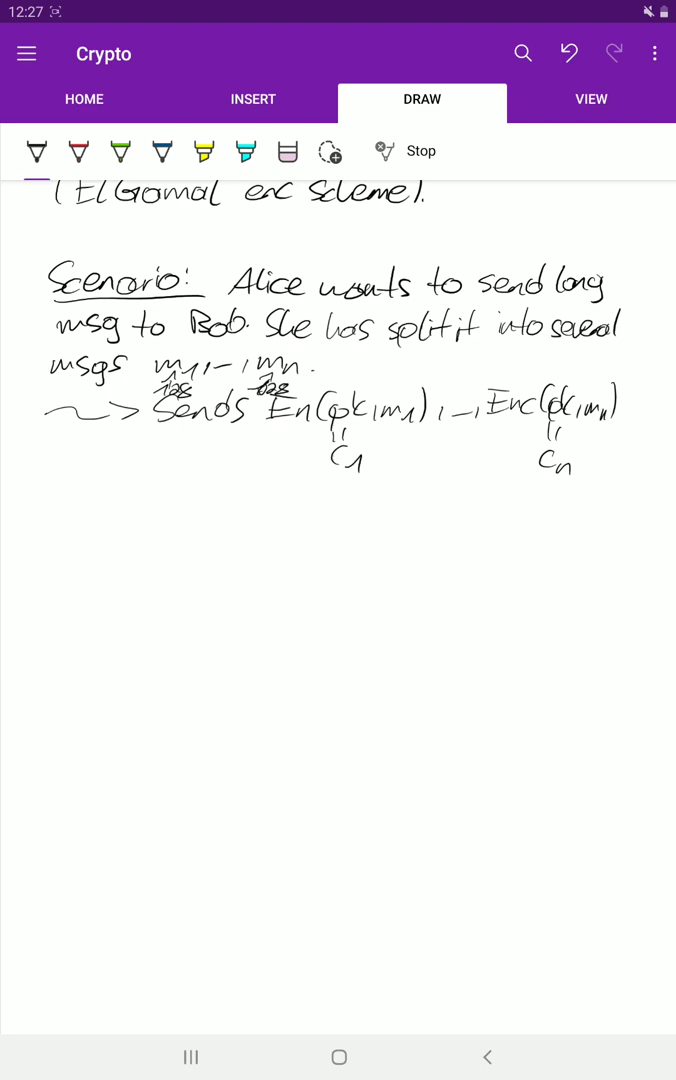 12:27
Crypto
HOME INSERT DRAW VIEW
Stop
(ElGamal enc scheme).
Scenario: Alice wants to send long
msg to Bob. She has split it into several
msgs m1, -, mn.
128 128
~> Sends En(pk, m1), -, Enc(pk, mn)
= =
c1 cn